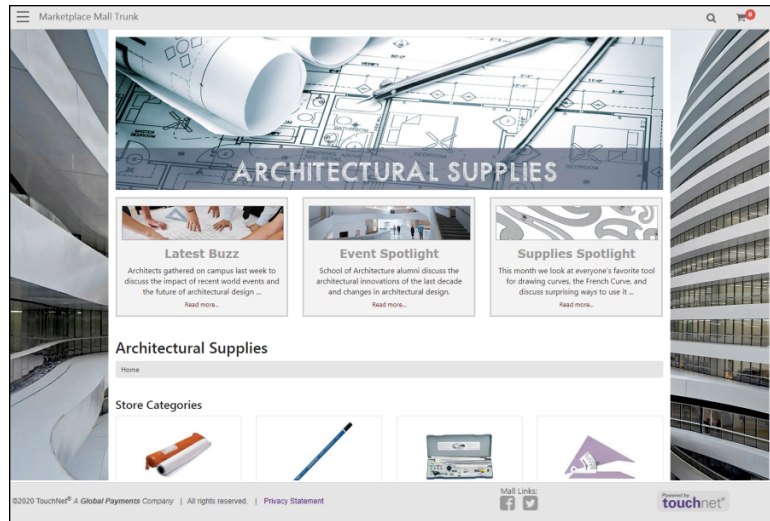 Marketplace Mall Trunk
0
VERIFY
MASTER
BEDROOM
BATHROOM
BEDROOM
ARCHITECTURAL SUPPLIES
Latest Buzz
Architects gathered on campus last week to
discuss the impact of recent world events and
the future of architectural design ...
Read more..
Event Spotlight
School of Architecture alumni discuss the
architectural innovations of the last decade
and changes in architectural design.
Read more..
Supplies Spotlight
This month we look at everyone's favorite tool
for drawing curves, the French Curve, and
discuss surprising ways to use it ...
Read more..
Architectural Supplies
Home
Store Categories
©2020 TouchNet® A Global Payments Company | All rights reserved. | Privacy Statement
Mall Links:
Powered by
touchnet®